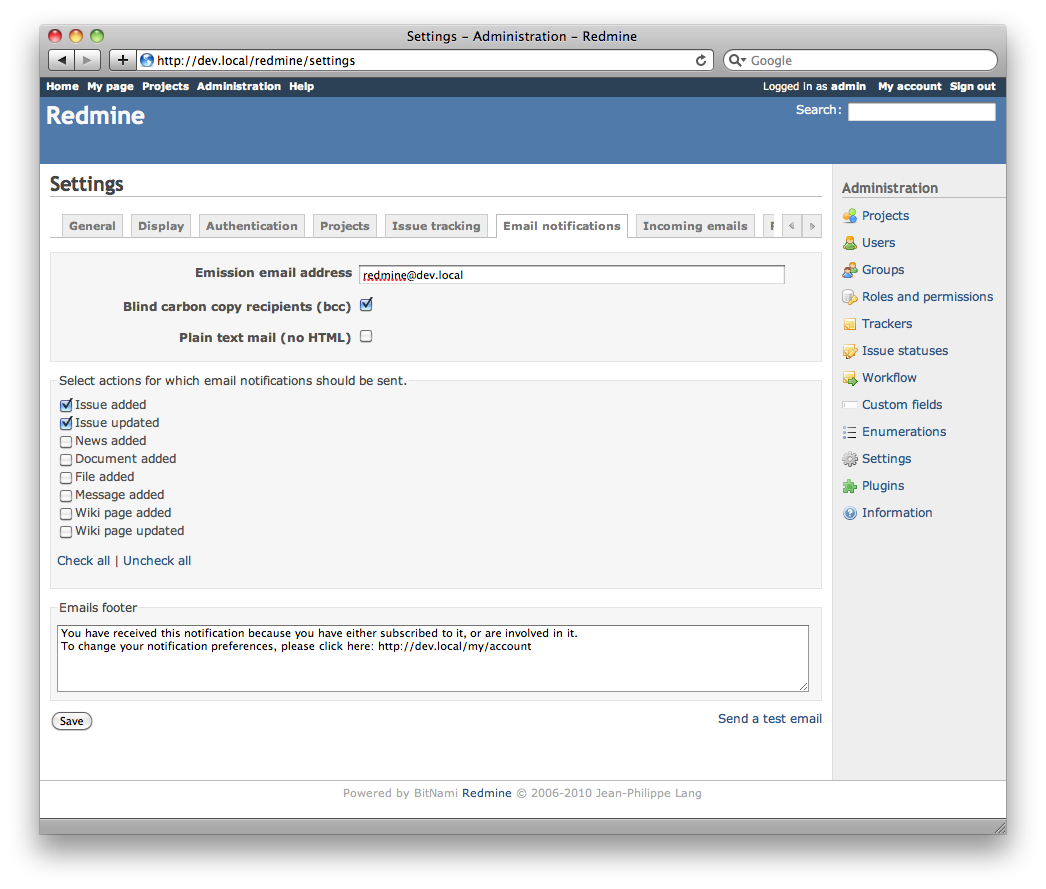 Settings – Administration – Redmine
http://dev.local/redmine/settings
Google
Home My page Projects Administration Help
Logged in as admin My account Sign out
Redmine
Search:
Settings
General Display Authentication Projects Issue tracking Email notifications Incoming emails
Emission email address redmine@dev.local
Blind carbon copy recipients (bcc)
Plain text mail (no HTML)
Select actions for which email notifications should be sent.
Issue added
Issue updated
News added
Document added
File added
Message added
Wiki page added
Wiki page updated
Check all | Uncheck all
Emails footer
You have received this notification because you have either subscribed to it, or are involved in it.
To change your notification preferences, please click here: http://dev.local/my/account
Save
Send a test email
Administration
Projects
Users
Groups
Roles and permissions
Trackers
Issue statuses
Workflow
Custom fields
Enumerations
Settings
Plugins
Information
Powered by BitNami Redmine © 2006-2010 Jean-Philippe Lang